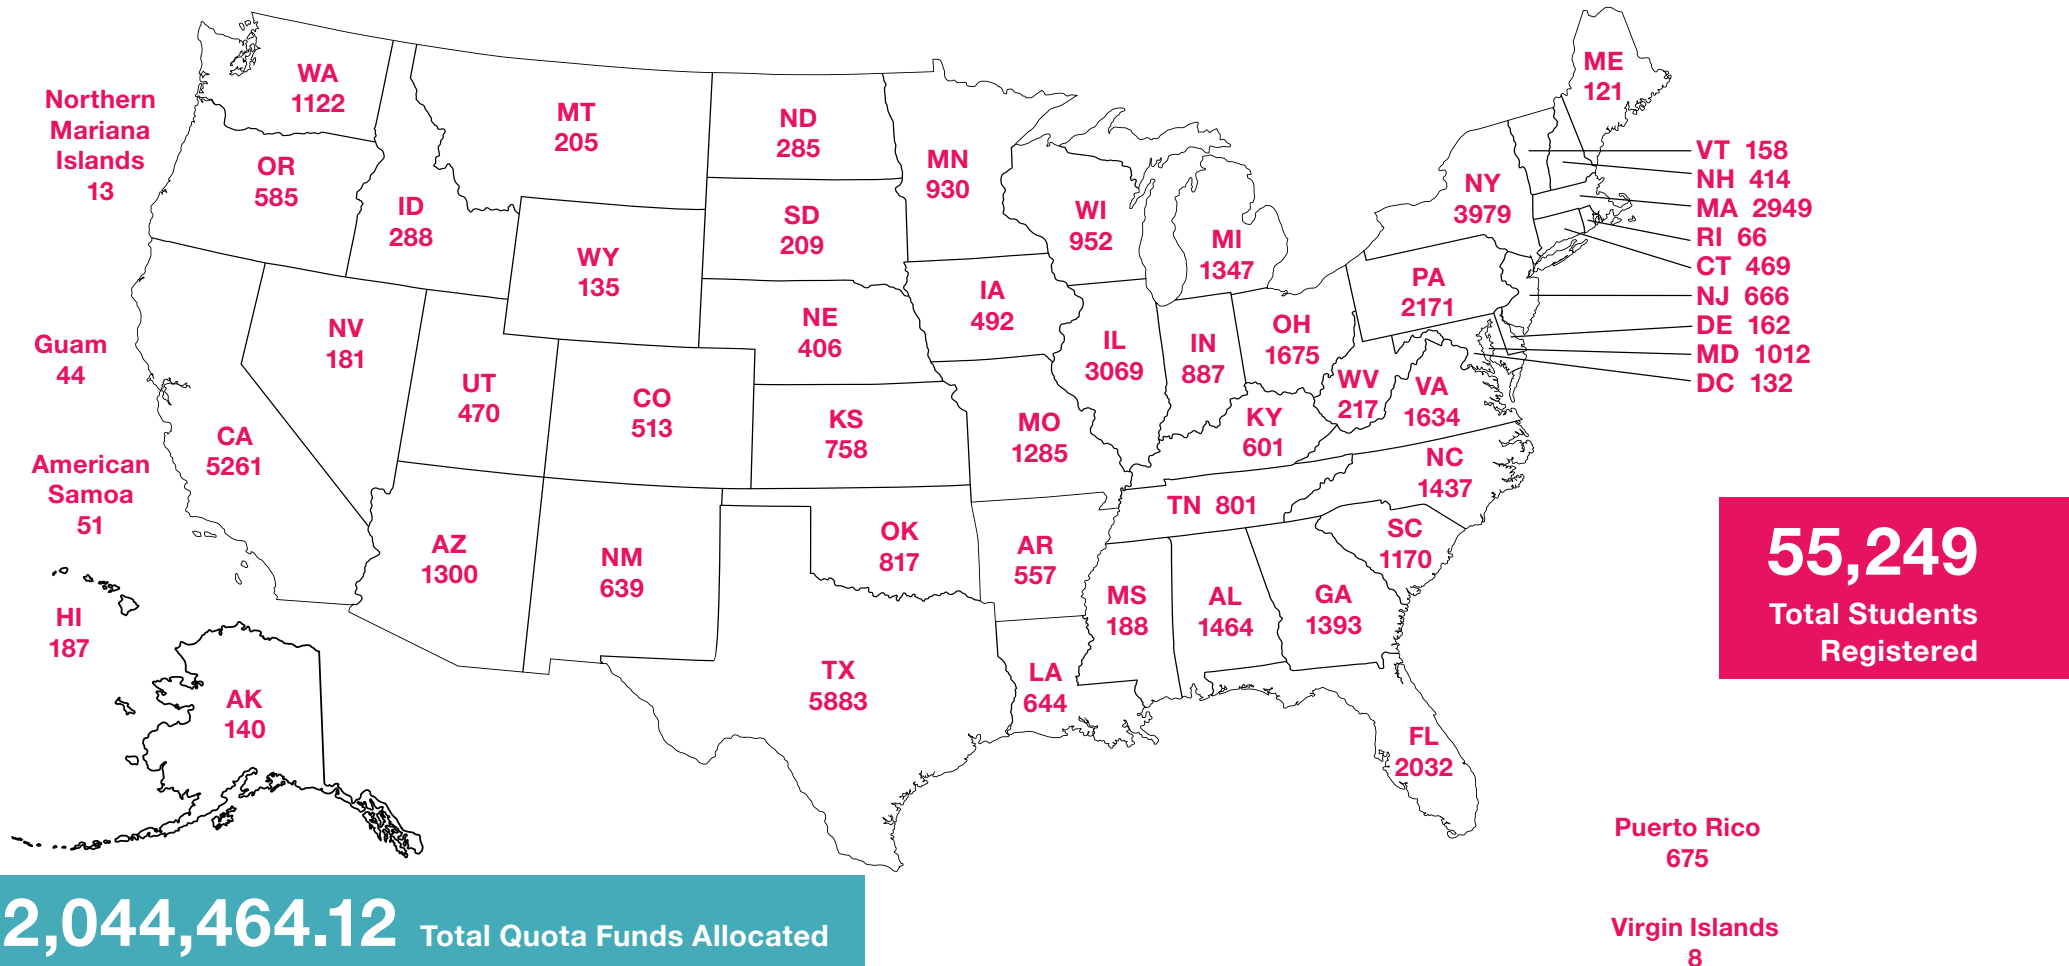 WA
1122
Northern
Mariana
Islands
13
OR
585
ID
288
MT
205
ND
285
MN
930
SD
209
WY
135
WI
952
MI
1347
NY
3979
ME
121
VT 158
NH 414
MA 2949
RI 66
CT 469
NJ 666
DE 162
MD 1012
DC 132
PA
2171
IA
492
NE
406
IL
3069
IN
887
OH
1675
WV
217
VA
1634
Guam
44
NV
181
UT
470
CO
513
KS
758
MO
1285
KY
601
NC
1437
CA
5261
American
Samoa
51
TN 801
SC
1170
AZ
1300
NM
639
OK
817
AR
557
MS
188
AL
1464
GA
1393
HI
187
AK
140
TX
5883
LA
644
FL
2032
55,249
Total Students
Registered
Puerto Rico
675
Virgin Islands
8
2,044,464.12 Total Quota Funds Allocated